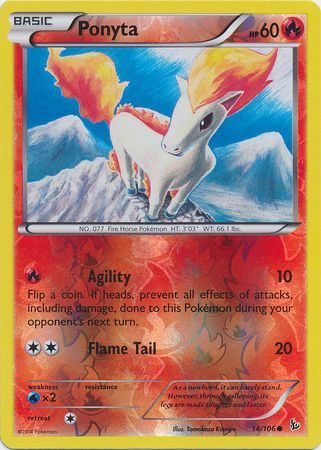 BASIC
Ponyta HP60
NO. 077 Fire Horse Pokémon HT: 3'03" WT: 66.1 lbs.
Agility 10
Flip a coin. If heads, prevent all effects of attacks,
including damage, done to this Pokémon during your
opponent's next turn.
Flame Tail 20
weakness resistance
×2
retreat
As a newborn, it can barely stand.
However, through galloping, its
legs are made tougher and faster.
Illus. Tomokazu Komiya 14/106
©2014 Pokémon